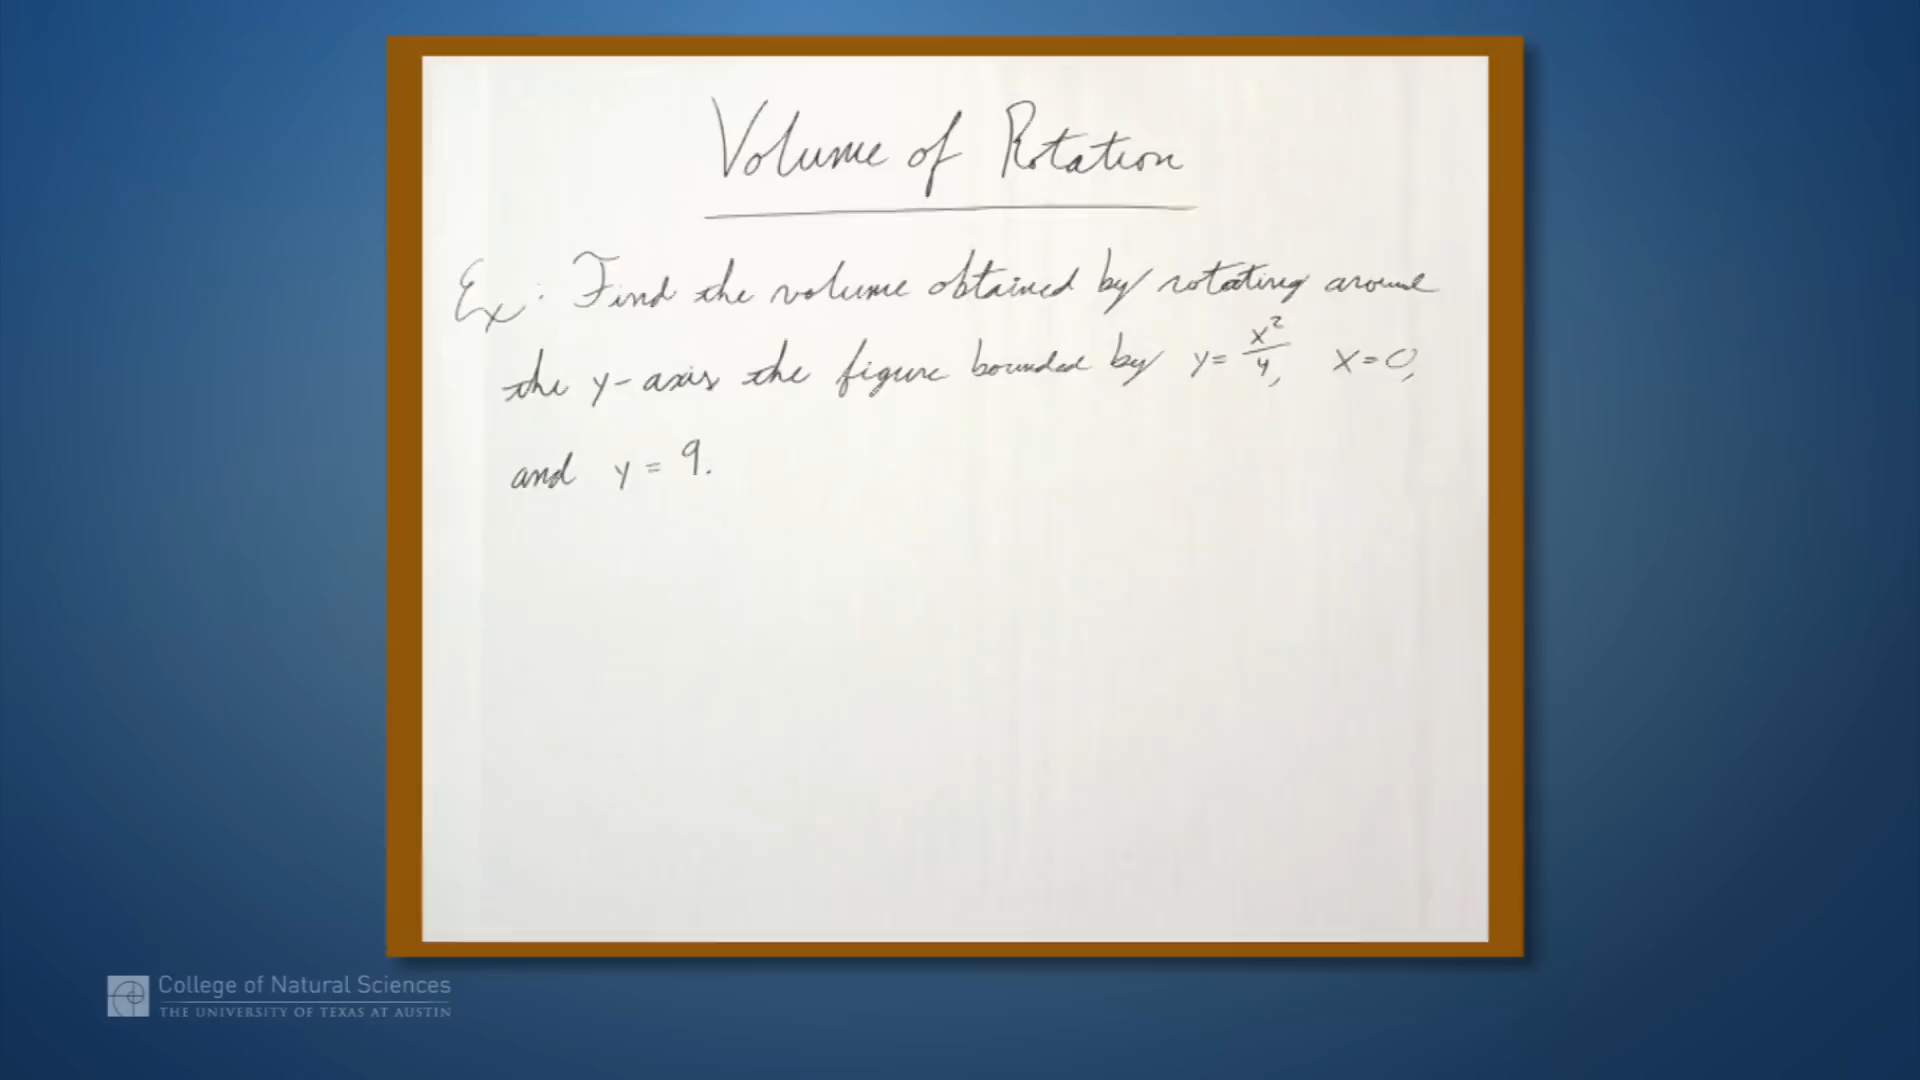 Volume of Rotation
Ex: Find the volume obtained by rotating around
the y-axis the figure bounded by y = x²/4, x = 0,
and y = 9.
College of Natural Sciences
THE UNIVERSITY OF TEXAS AT AUSTIN